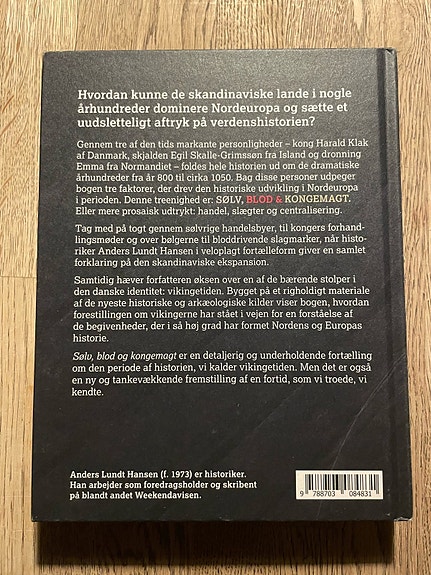 Hvordan kunne de skandinaviske lande i nogle
århundreder dominere Nordeuropa og sætte et
uudsletteligt aftryk på verdenshistorien?
Gennem tre af den tids markante personligheder – kong Harald Klak
af Danmark, skjalden Egil Skalle-Grimssøn fra Island og dronning
Emma fra Normandiet – foldes hele historien ud om de dramatiske
århundreder fra år 800 til cirka 1050. Bag disse personer udpeger
bogen tre faktorer, der drev den historiske udvikling i Nordeuropa
i perioden. Denne treenighed er: SØLV, BLOD & KONGEMAGT.
Eller mere prosaisk udtrykt: handel, slægter og centralisering.
Tag med på togt gennem sølvrige handelsbyer, til kongers forhand-
lingsmøder og over bølgerne til bloddrivende slagmarker, når histo-
riker Anders Lundt Hansen i veloplagt fortælleform giver en samlet
forklaring på den skandinaviske ekspansion.
Samtidig hæver forfatteren øksen over en af de bærende stolper i
den danske identitet: vikingetiden. Bygget på et righoldigt materiale
af de nyeste historiske og arkæologiske kilder viser bogen, hvordan
forestillingen om vikingerne har stået i vejen for en forståelse af
de begivenheder, der i så høj grad har formet Nordens og Europas
historie.
Sølv, blod og kongemagt er en detaljerig og underholdende fortælling
om den periode af historien, vi kalder vikingetiden. Men det er også
en ny og tankevækkende fremstilling af en fortid, som vi troede, vi
kendte.
Anders Lundt Hansen (f. 1973) er historiker.
Han arbejder som foredragsholder og skribent
på blandt andet Weekendavisen.
9 788703 084831